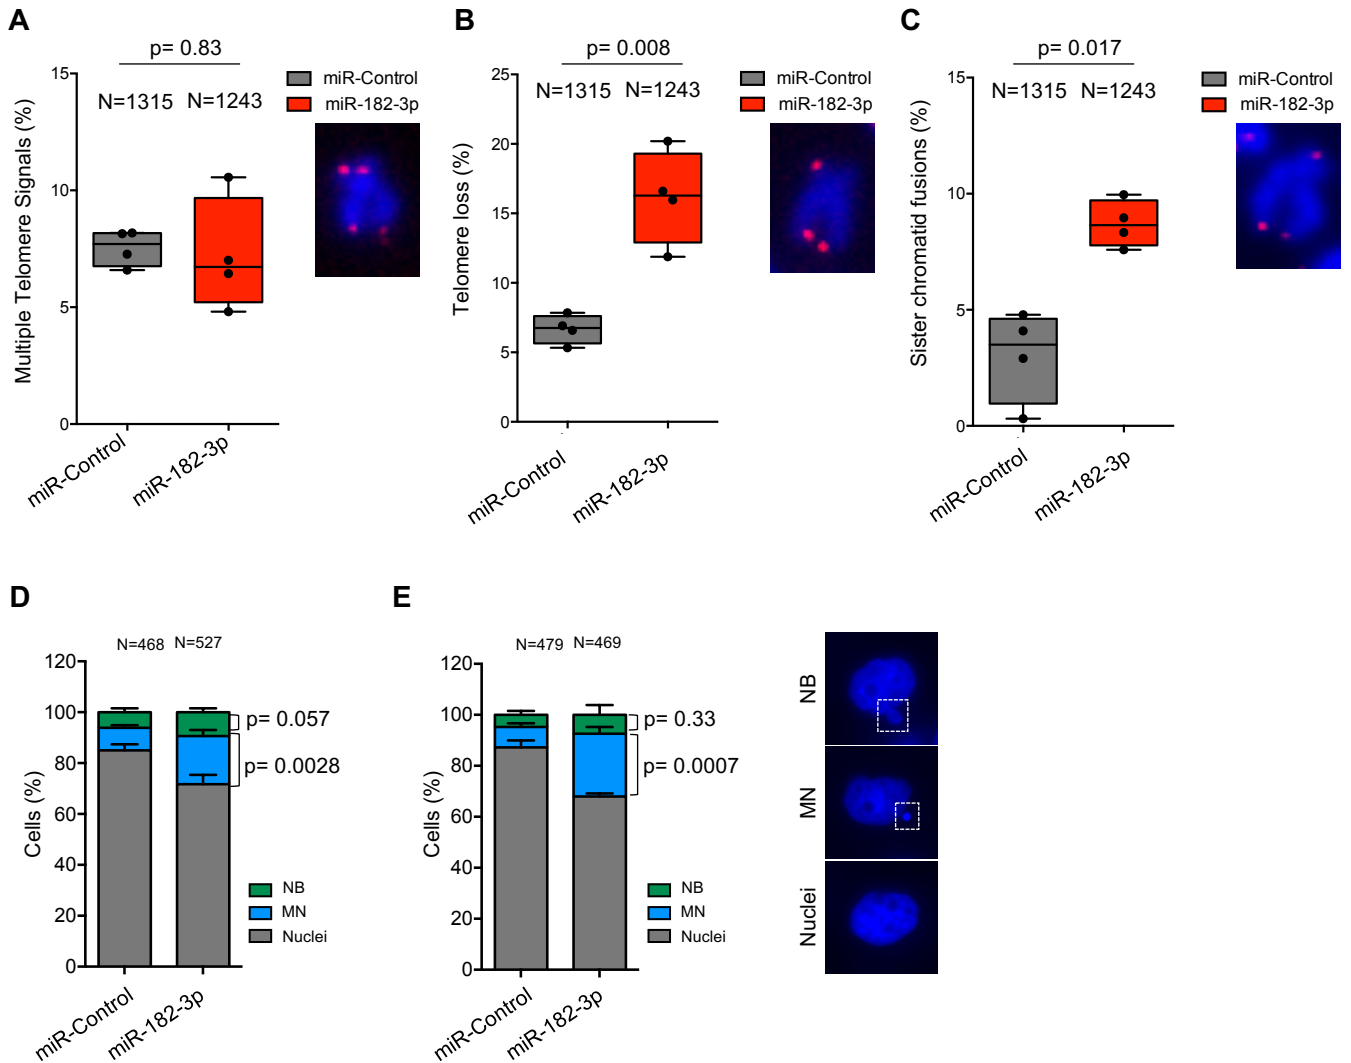 A
p= 0.83
15
10
5
0
Multiple Telomere Signals (%)
N=1315 N=1243
miR-Control
miR-182-3p
miR-Control
miR-182-3p
B
p= 0.008
25
20
15
10
5
0
Telomere loss (%)
N=1315 N=1243
miR-Control
miR-182-3p
miR-Control
miR-182-3p
C
p= 0.017
15
10
5
0
Sister chromatid fusions (%)
N=1315 N=1243
miR-Control
miR-182-3p
miR-Control
miR-182-3p
D
N=468 N=527
120
100
80
60
40
20
0
Cells (%)
p= 0.057
p= 0.0028
NB
MN
Nuclei
miR-Control
miR-182-3p
E
N=479 N=469
120
100
80
60
40
20
0
Cells (%)
p= 0.33
p= 0.0007
NB
MN
Nuclei
miR-Control
miR-182-3p
NB
MN
Nuclei